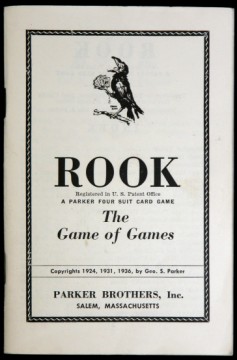 ROOK
Registered in U. S. Patent Office
A PARKER FOUR SUIT CARD GAME
The
Game of Games
Copyrights 1924, 1931, 1936, by Geo. S. Parker
PARKER BROTHERS, Inc.
SALEM, MASSACHUSETTS